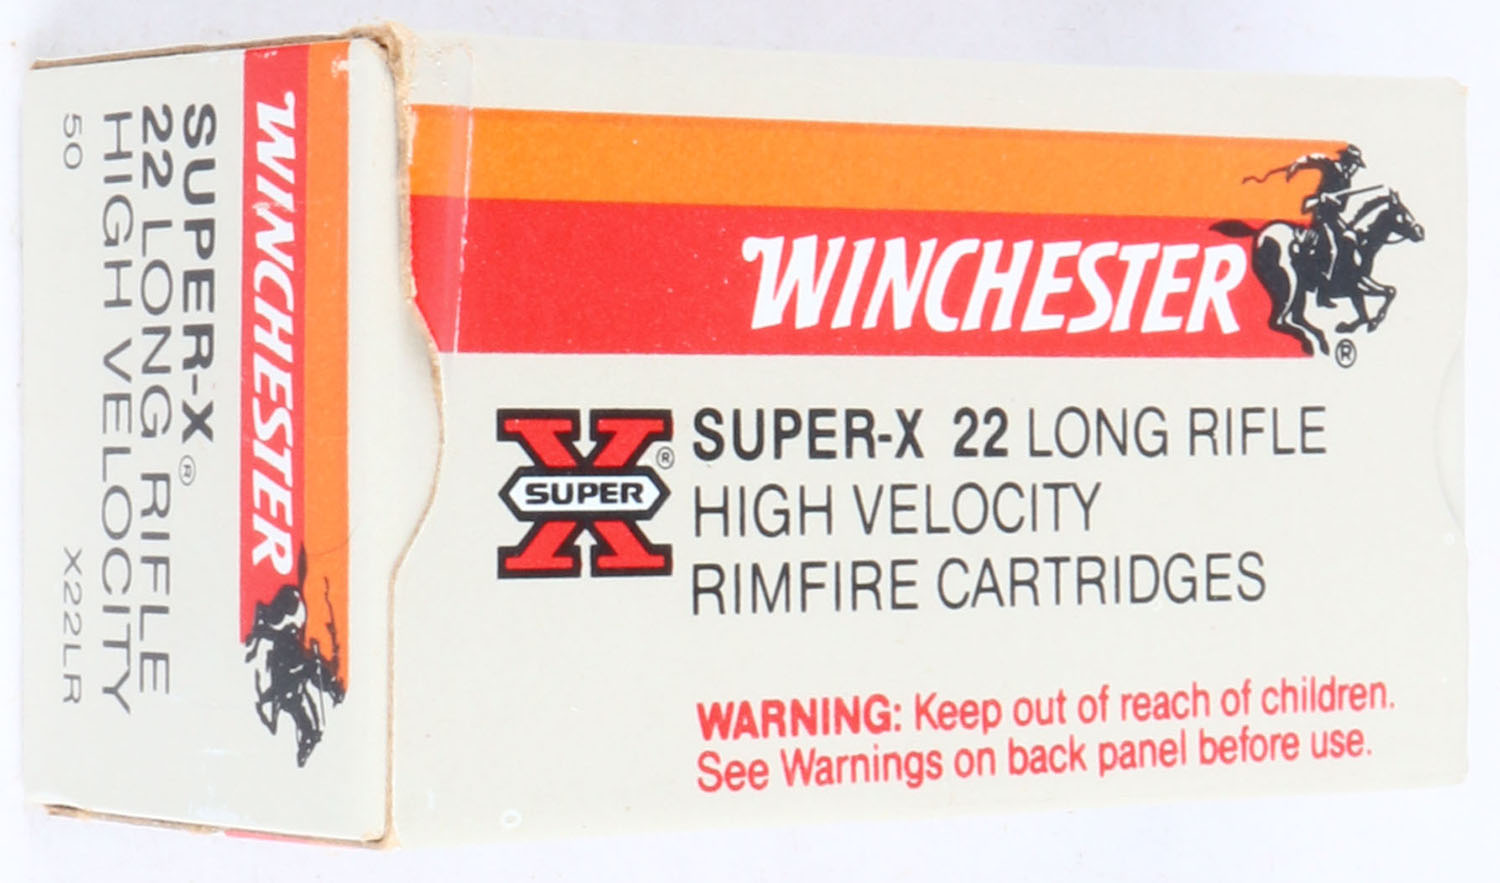 WINCHESTER
SUPER-X®
22 LONG RIFLE
HIGH VELOCITY
50 X22LR
WINCHESTER
®
SUPER
®
SUPER-X 22 LONG RIFLE
HIGH VELOCITY
RIMFIRE CARTRIDGES
WARNING: Keep out of reach of children.
See Warnings on back panel before use.